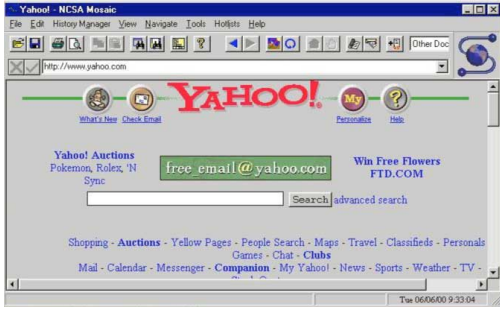 Yahoo! - NCSA Mosaic
File Edit History Manager View Navigate Tools Hotlists Help
Other Doc
http://www.yahoo.com
YAHOO!
My
?
What's New Check Email
Personalize Help
Yahoo! Auctions
Pokemon, Rolex, 'N
Sync
free_email@yahoo.com
Win Free Flowers
FTD.COM
Search advanced search
Shopping - Auctions - Yellow Pages - People Search - Maps - Travel - Classifieds - Personals
Games - Chat - Clubs
Mail - Calendar - Messenger - Companion - My Yahoo! - News - Sports - Weather - TV -
Tue 06/06/00 9:33:04